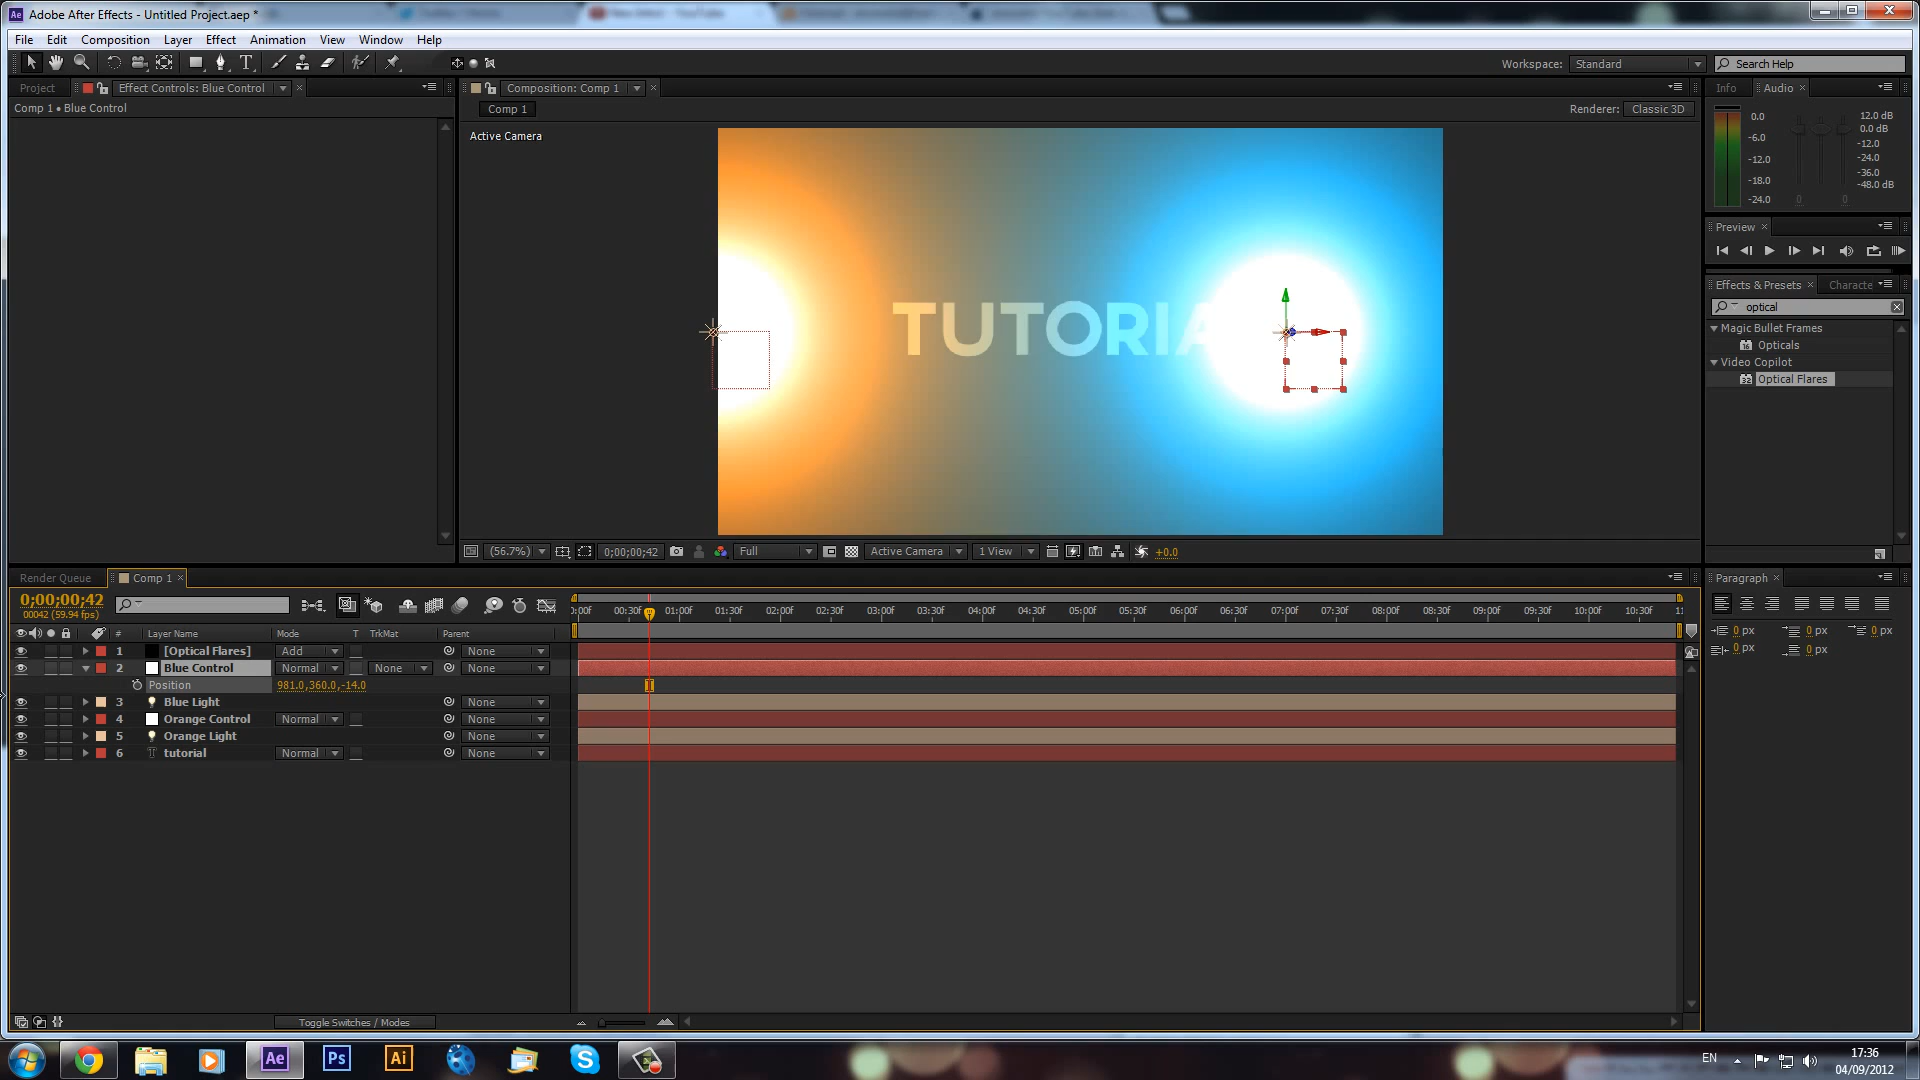 Adobe After Effects - Untitled Project.aep *
File Edit Composition Layer Effect Animation View Window Help
Workspace: Standard Search Help
Project Effect Controls: Blue Control Composition: Comp 1 Info Audio
Comp 1 • Blue Control Comp 1 Renderer: Classic 3D
Active Camera
0.0 12.0 dB
-6.0 0.0 dB
-12.0 -12.0
-18.0 -24.0
-24.0 -36.0
-48.0 dB
0 0
Preview
Effects & Presets Characte
optical
Magic Bullet Frames
Opticals
Video Copilot
Optical Flares
TUTORIA
(56.7%) 0;00;00;42 Full Active Camera 1 View +0.0
Render Queue Comp 1 Paragraph
0;00;00;42
00042 (59.94 fps)
):00f 00:30f 01:00f 01:30f 02:00f 02:30f 03:00f 03:30f 04:00f 04:30f 05:00f 05:30f 06:00f 06:30f 07:00f 07:30f 08:00f 08:30f 09:00f 09:30f 10:00f 10:30f 11
# Layer Name Mode T TrkMat Parent
1 [Optical Flares] Add None
2 Blue Control Normal None None
Position 981.0,360.0,-14.0
3 Blue Light None
4 Orange Control Normal None
5 Orange Light None
6 tutorial Normal None
0 px 0 px 0 px
0 px 0 px
Toggle Switches / Modes
Ae Ps Ai EN 17:36
04/09/2012